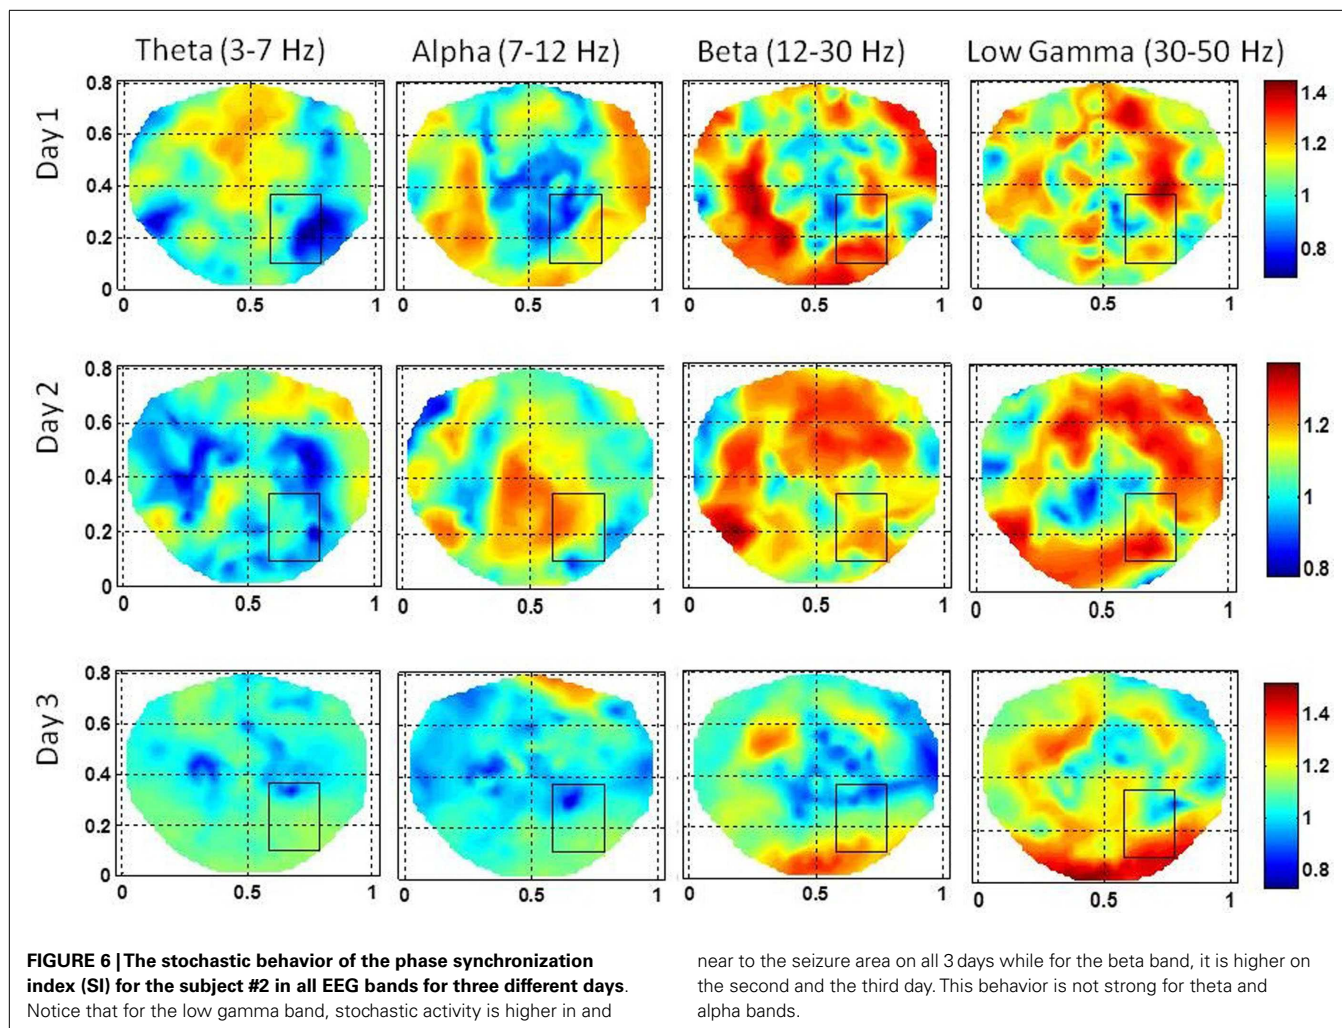 Theta (3-7 Hz) Alpha (7-12 Hz) Beta (12-30 Hz) Low Gamma (30-50 Hz)
Day 1
0.8
0.6
0.4
0.2
0
0 0.5 1 0 0.5 1 0 0.5 1 0 0.5 1
1.4
1.2
1
0.8
Day 2
0.8
0.6
0.4
0.2
0
0 0.5 1 0 0.5 1 0 0.5 1 0 0.5 1
1.2
1
0.8
Day 3
0.8
0.6
0.4
0.2
0
0 0.5 1 0 0.5 1 0 0.5 1 0 0.5 1
1.4
1.2
1
0.8
FIGURE 6 | The stochastic behavior of the phase synchronization
index (SI) for the subject #2 in all EEG bands for three different days.
Notice that for the low gamma band, stochastic activity is higher in and
near to the seizure area on all 3 days while for the beta band, it is higher on
the second and the third day. This behavior is not strong for theta and
alpha bands.